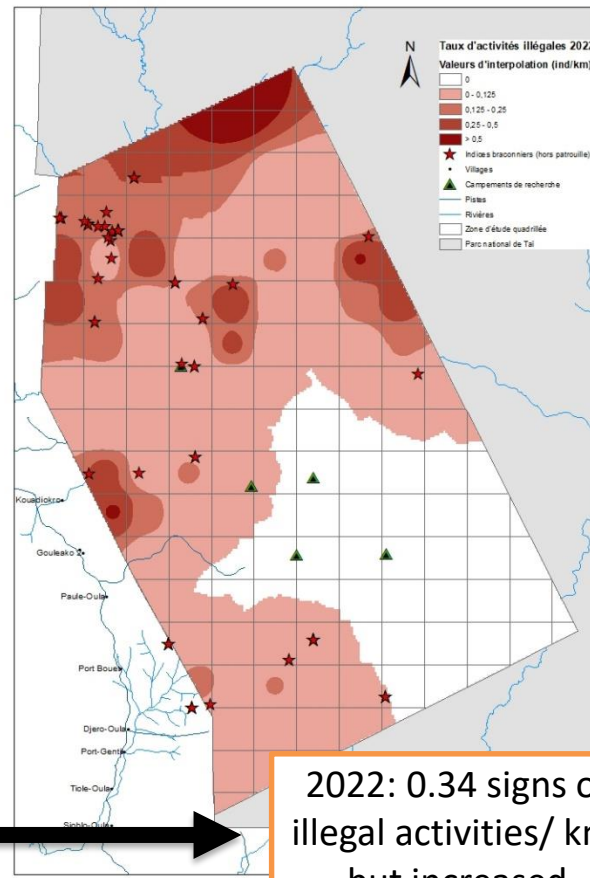 N
Taux d'activités illégales 2022
Valeurs d'interpolation (ind/km)
0
0 - 0,125
0,125 - 0,25
0,25 - 0,5
> 0,5
Indices braconniers (hors patrouille)
Villages
Campements de recherche
Pistes
Rivières
Zone d'étude quadrillée
Parc national de Taï
Kouadiokro
Gouleako 2
Paule-Oula
Port Bouet
Djero-Oula
Port-Gentil
Tiole-Oula
2022: 0.34 signs o
illegal activities/ k
but increased